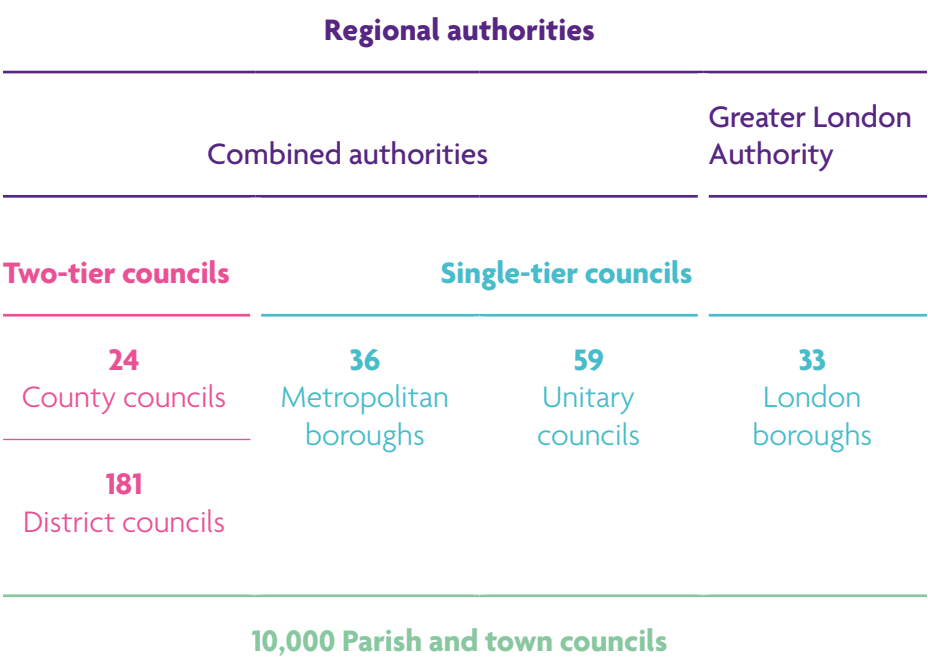 Regional authorities
Combined authorities
Greater London
Authority
Two-tier councils
Single-tier councils
24
County councils
181
District councils
36
Metropolitan
boroughs
59
Unitary
councils
33
London
boroughs
10,000 Parish and town councils